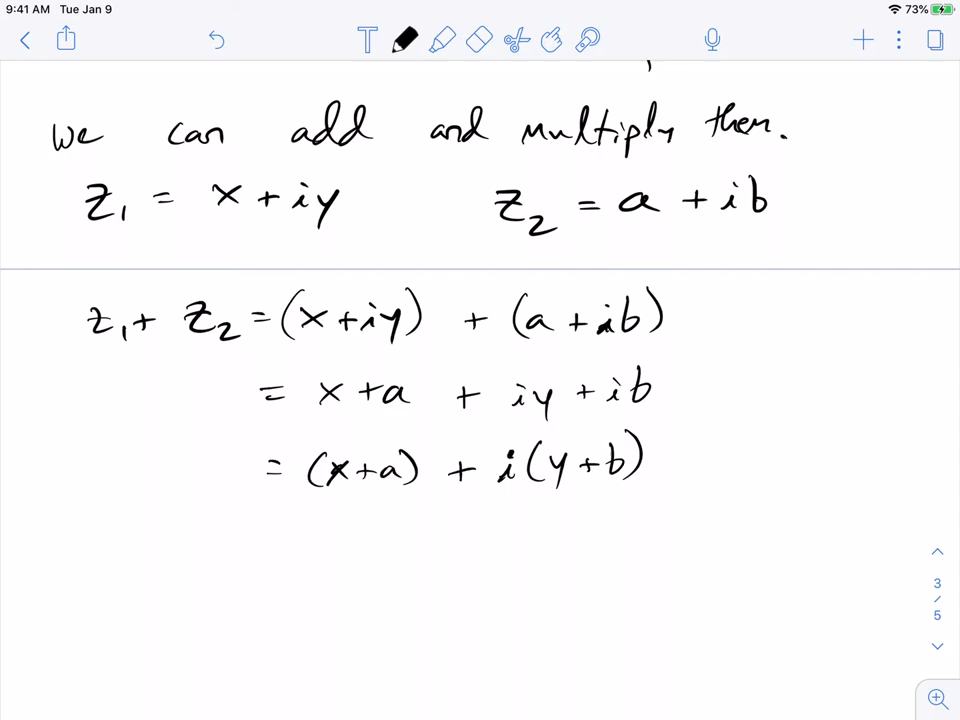 9:41 AM Tue Jan 9 73%
T
we can add and multiply them.
z₁ = x + iy z₂ = a + ib
z₁ + z₂ = (x + iy) + (a + ib)
= x + a + iy + ib
= (x + a) + i(y + b)
3
/
5